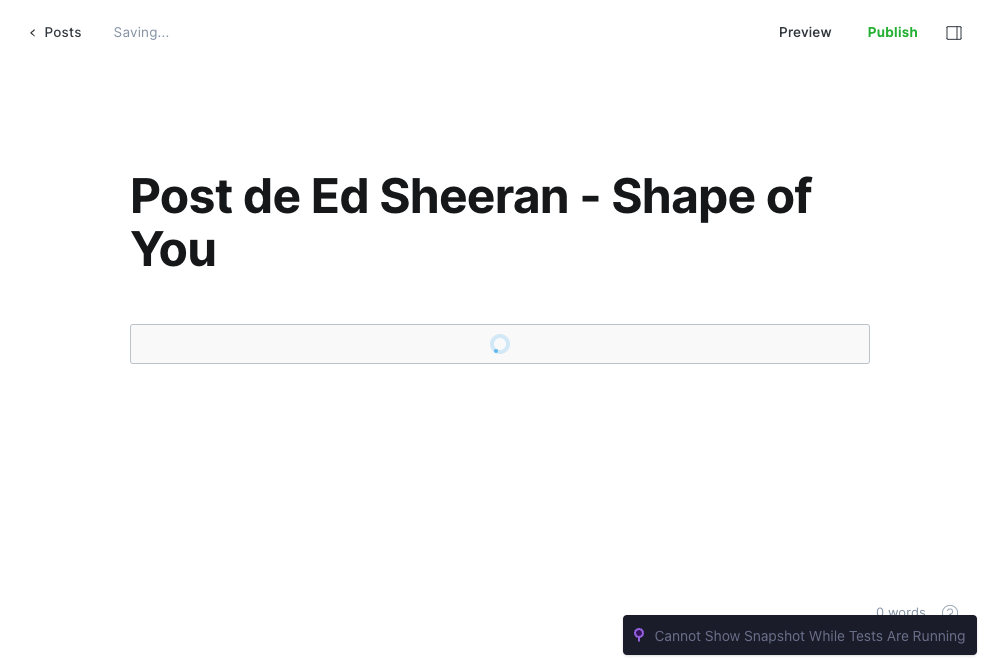 Posts
Saving...
Preview
Publish
Post de Ed Sheeran - Shape of
You
0 words
?
Cannot Show Snapshot While Tests Are Running